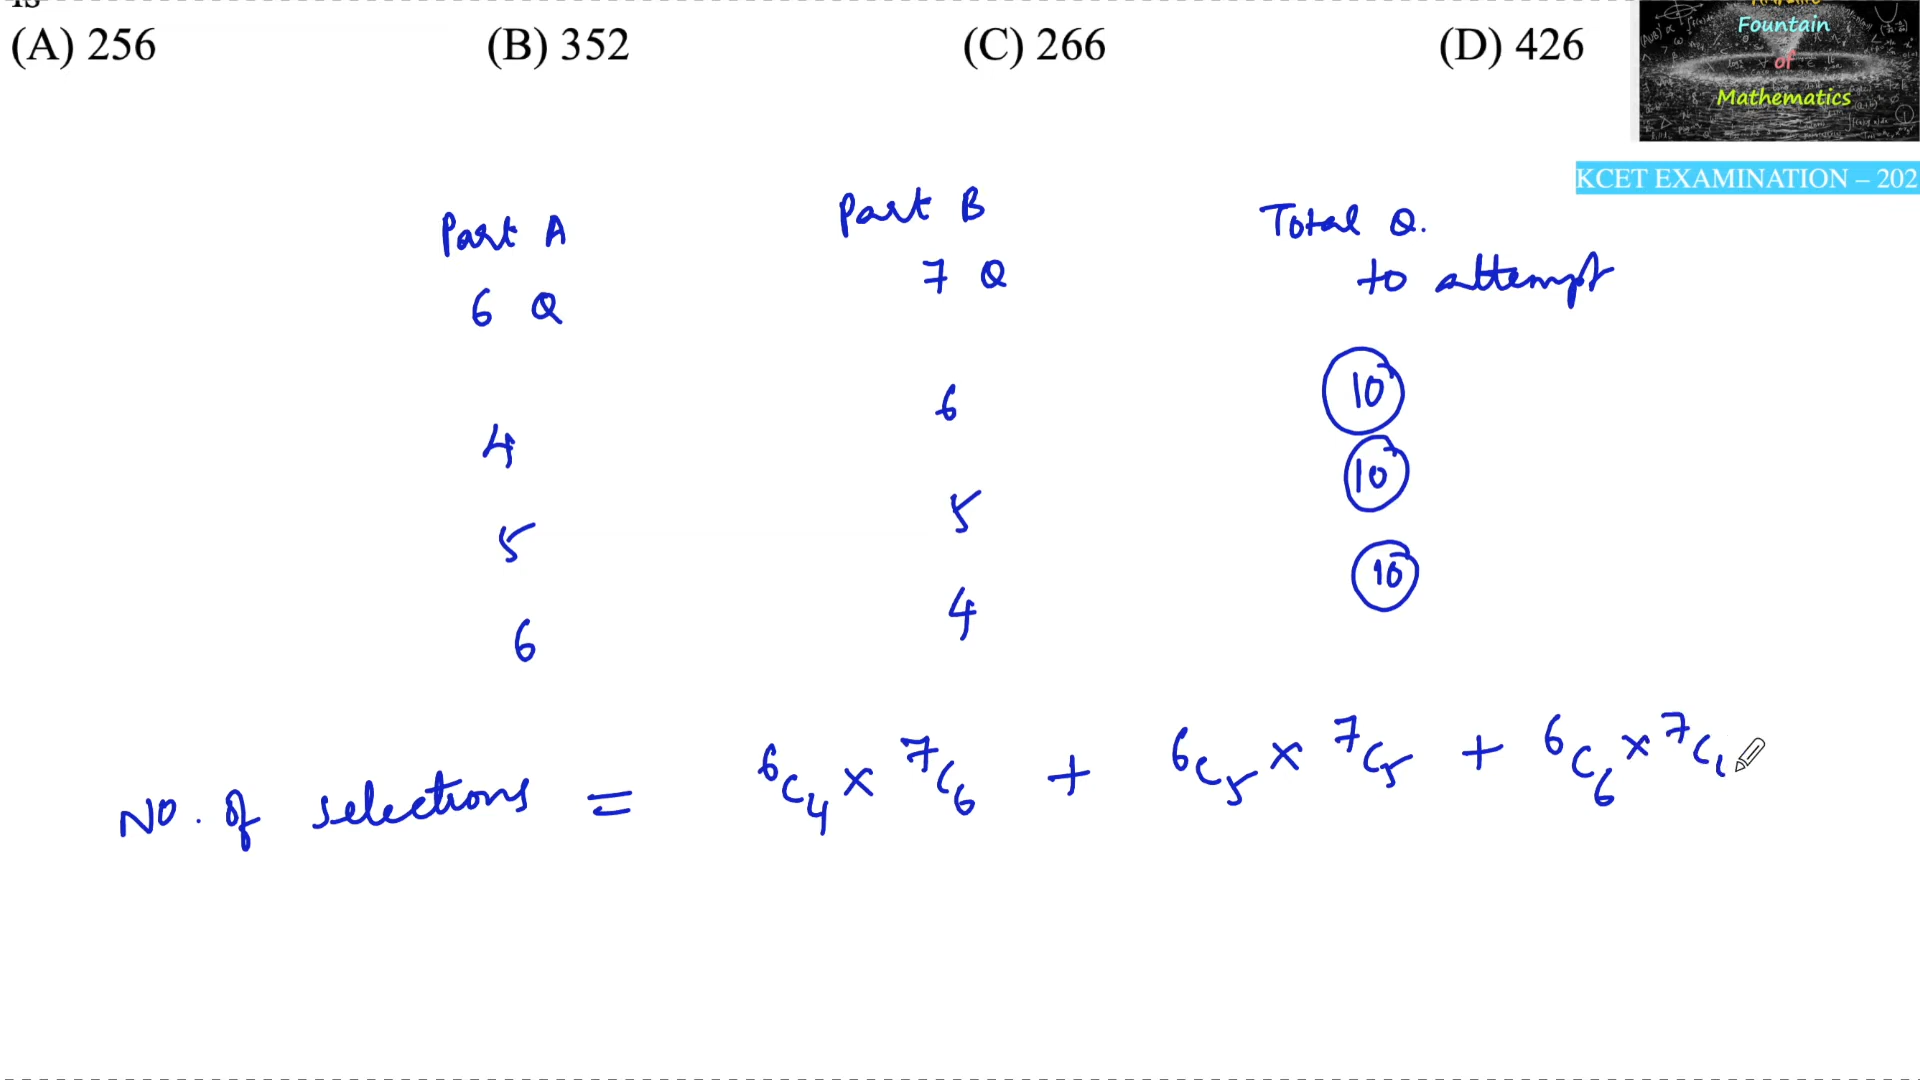 (A) 256 (B) 352 (C) 266 (D) 426
Fountain
of
Mathematics
KCET EXAMINATION – 202
Part A Part B Total Q.
6 Q 7 Q to attempt
4 6 10
5 5 10
6 4 10
No. of selections = ⁶C₄ × ⁷C₆ + ⁶C₅ × ⁷C₅ + ⁶C₆ × ⁷C